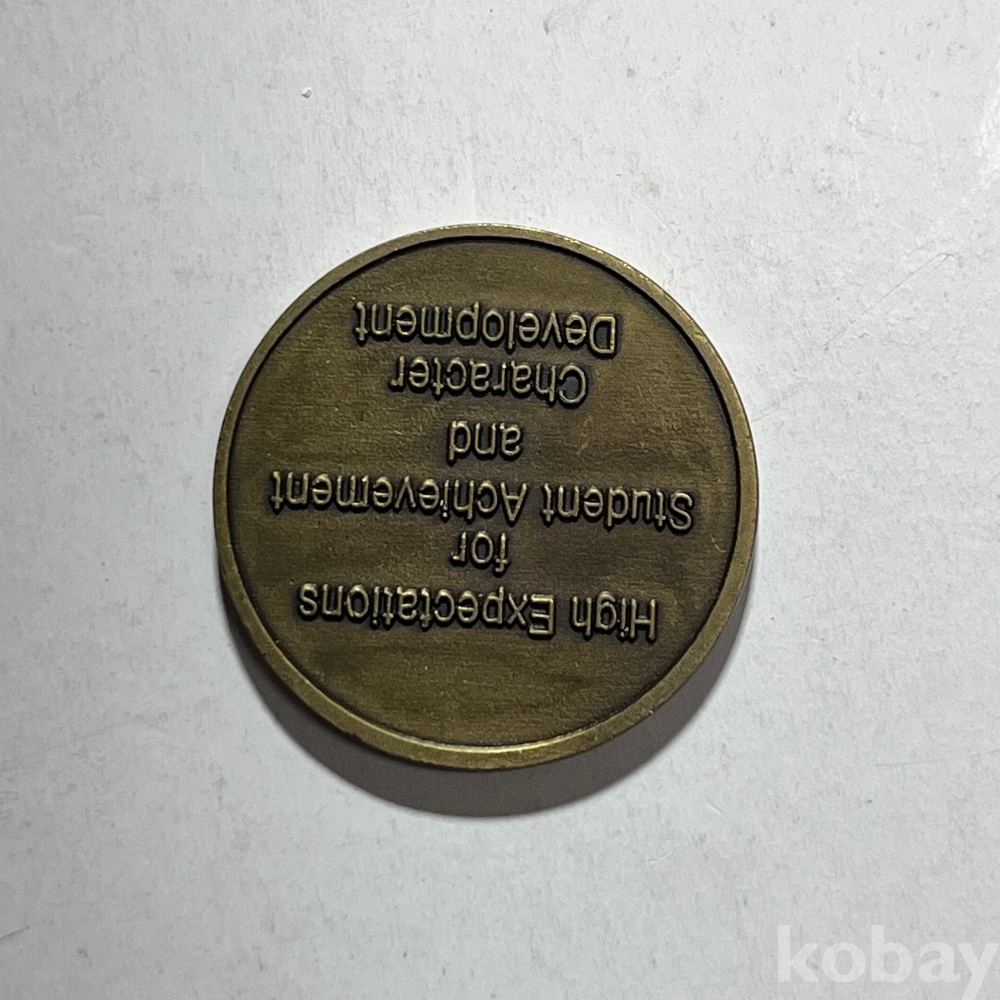 High Expectations
for
Student Achievement
and
Character
Development
kobay